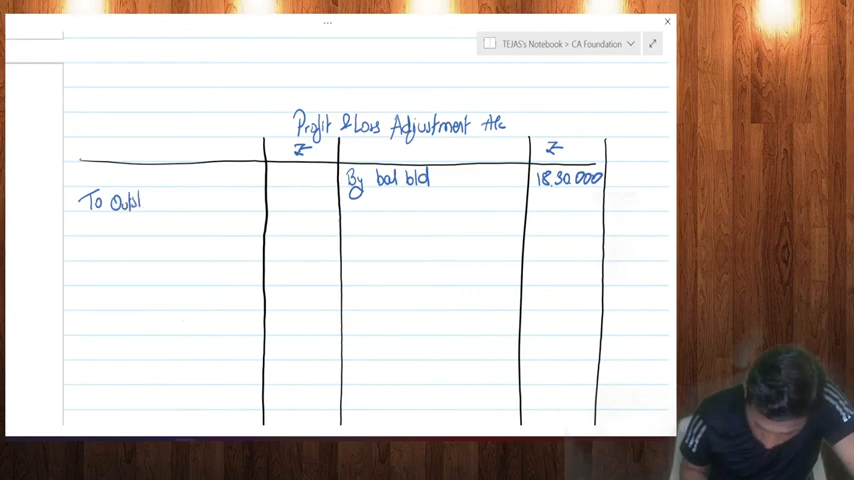 TEJAS's Notebook > CA Foundation
Profit & Loss Adjustment A/c
₹ ₹
By bal b/d 18,30,000
To Outst